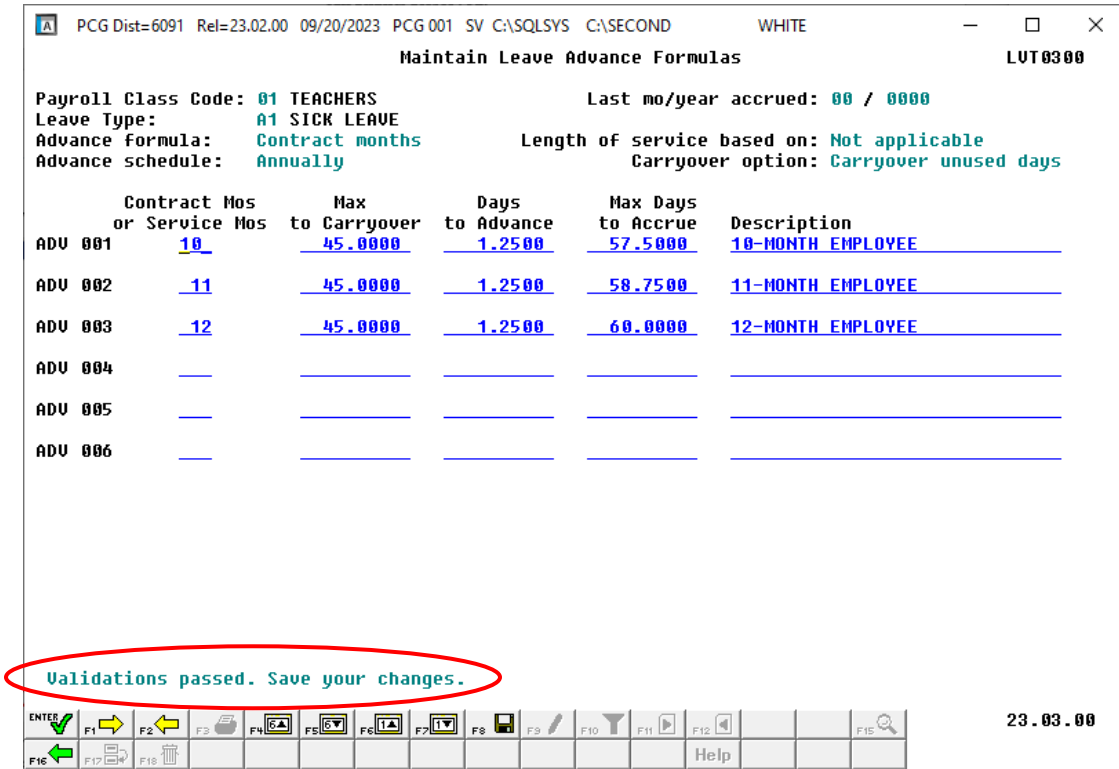 A PCG Dist=6091 Rel=23.02.00 09/20/2023 PCG 001 SV C:\SQLSYS C:\SECOND WHITE
Maintain Leave Advance Formulas LVT0300
Payroll Class Code: 01 TEACHERS Last mo/year accrued: 00 / 0000
Leave Type: A1 SICK LEAVE
Advance formula: Contract months Length of service based on: Not applicable
Advance schedule: Annually Carryover option: Carryover unused days
Contract Mos Max Days Max Days
or Service Mos to Carryover to Advance to Accrue Description
ADV 001 10_ 45.0000 1.2500 57.5000 10-MONTH EMPLOYEE
ADV 002 11 45.0000 1.2500 58.7500 11-MONTH EMPLOYEE
ADV 003 12 45.0000 1.2500 60.0000 12-MONTH EMPLOYEE
ADV 004
ADV 005
ADV 006
Validations passed. Save your changes.
ENTER F1 F2 F3 F4 6 F5 6 F6 1 F7 1 F8 F9 F10 F11 F12 F15 23.03.00
F16 F17 F18 Help